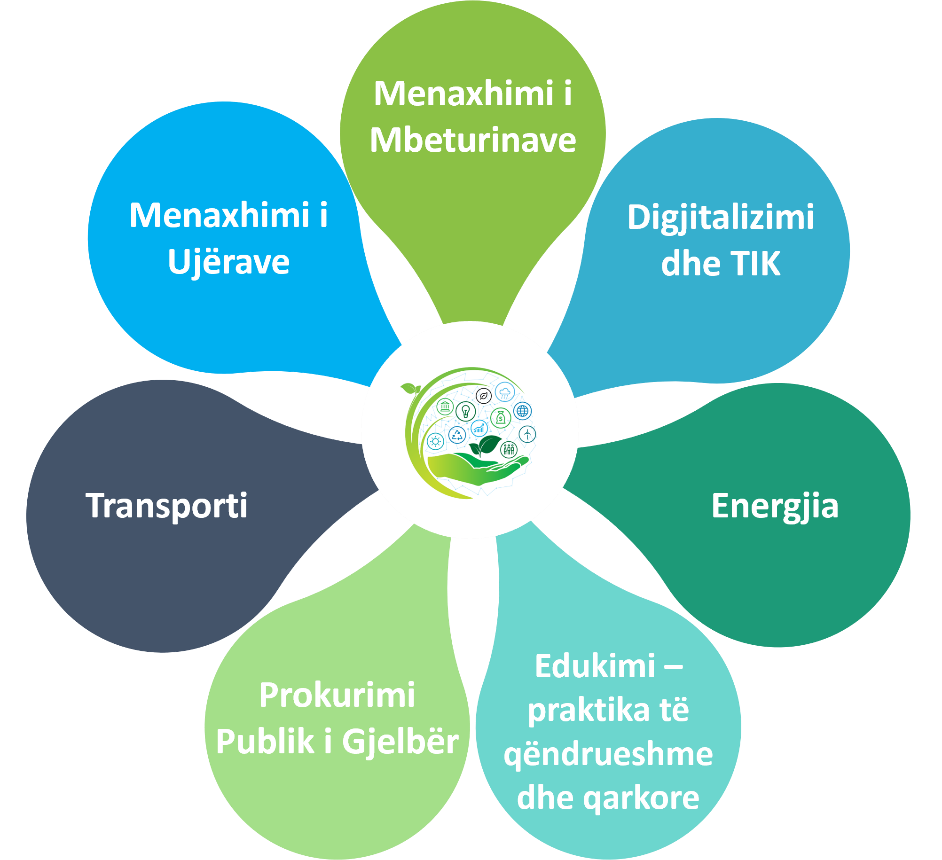 Menaxhimi i
Mbeturinave
Digjitalizimi
dhe TIK
Energjia
Edukimi –
praktika të
qëndrueshme
dhe qarkore
Prokurimi
Publik i Gjelbër
Transporti
Menaxhimi i
Ujërave